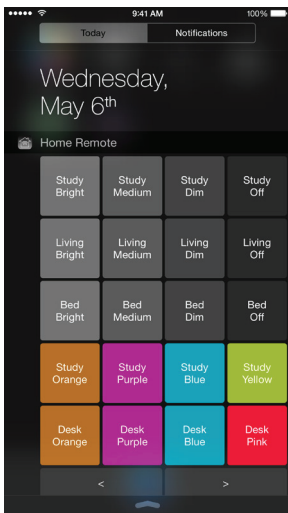 9:41 AM 100%
Today Notifications
Wednesday,
May 6th
Home Remote
Study Bright
Study Medium
Study Dim
Study Off
Living Bright
Living Medium
Living Dim
Living Off
Bed Bright
Bed Medium
Bed Dim
Bed Off
Study Orange
Study Purple
Study Blue
Study Yellow
Desk Orange
Desk Purple
Desk Blue
Desk Pink
< >